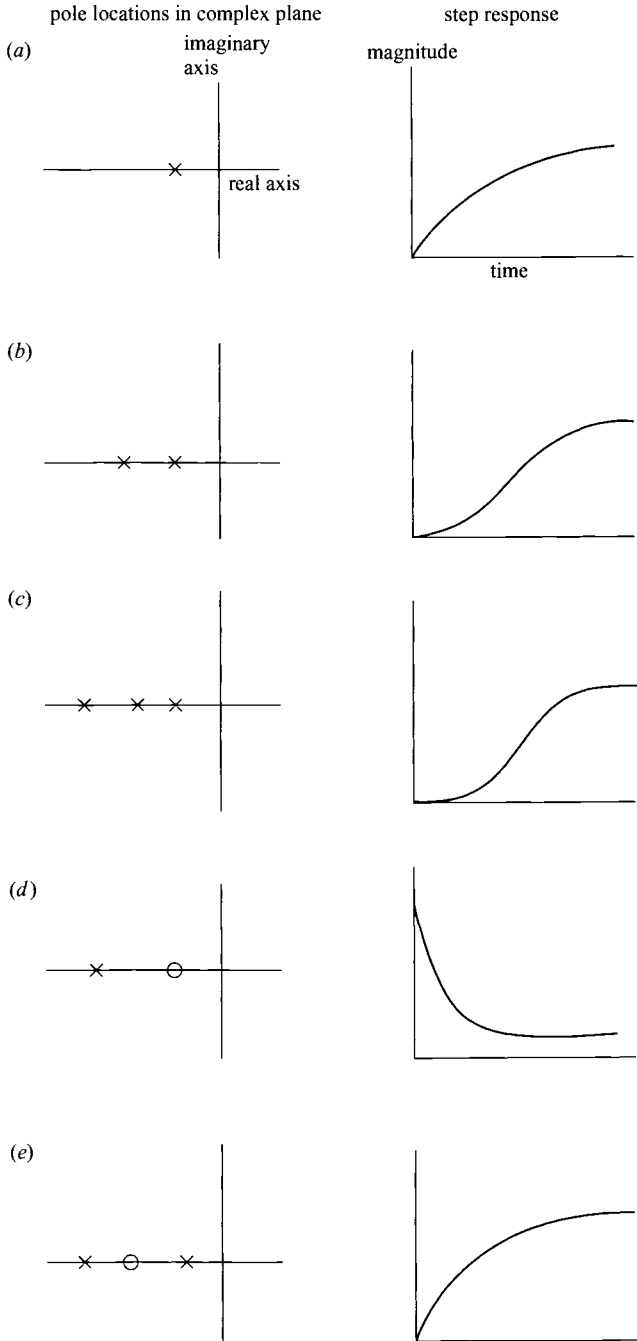 pole locations in complex plane
step response
(a)
imaginary
axis
real axis
magnitude
time
(b)
(c)
(d)
(e)